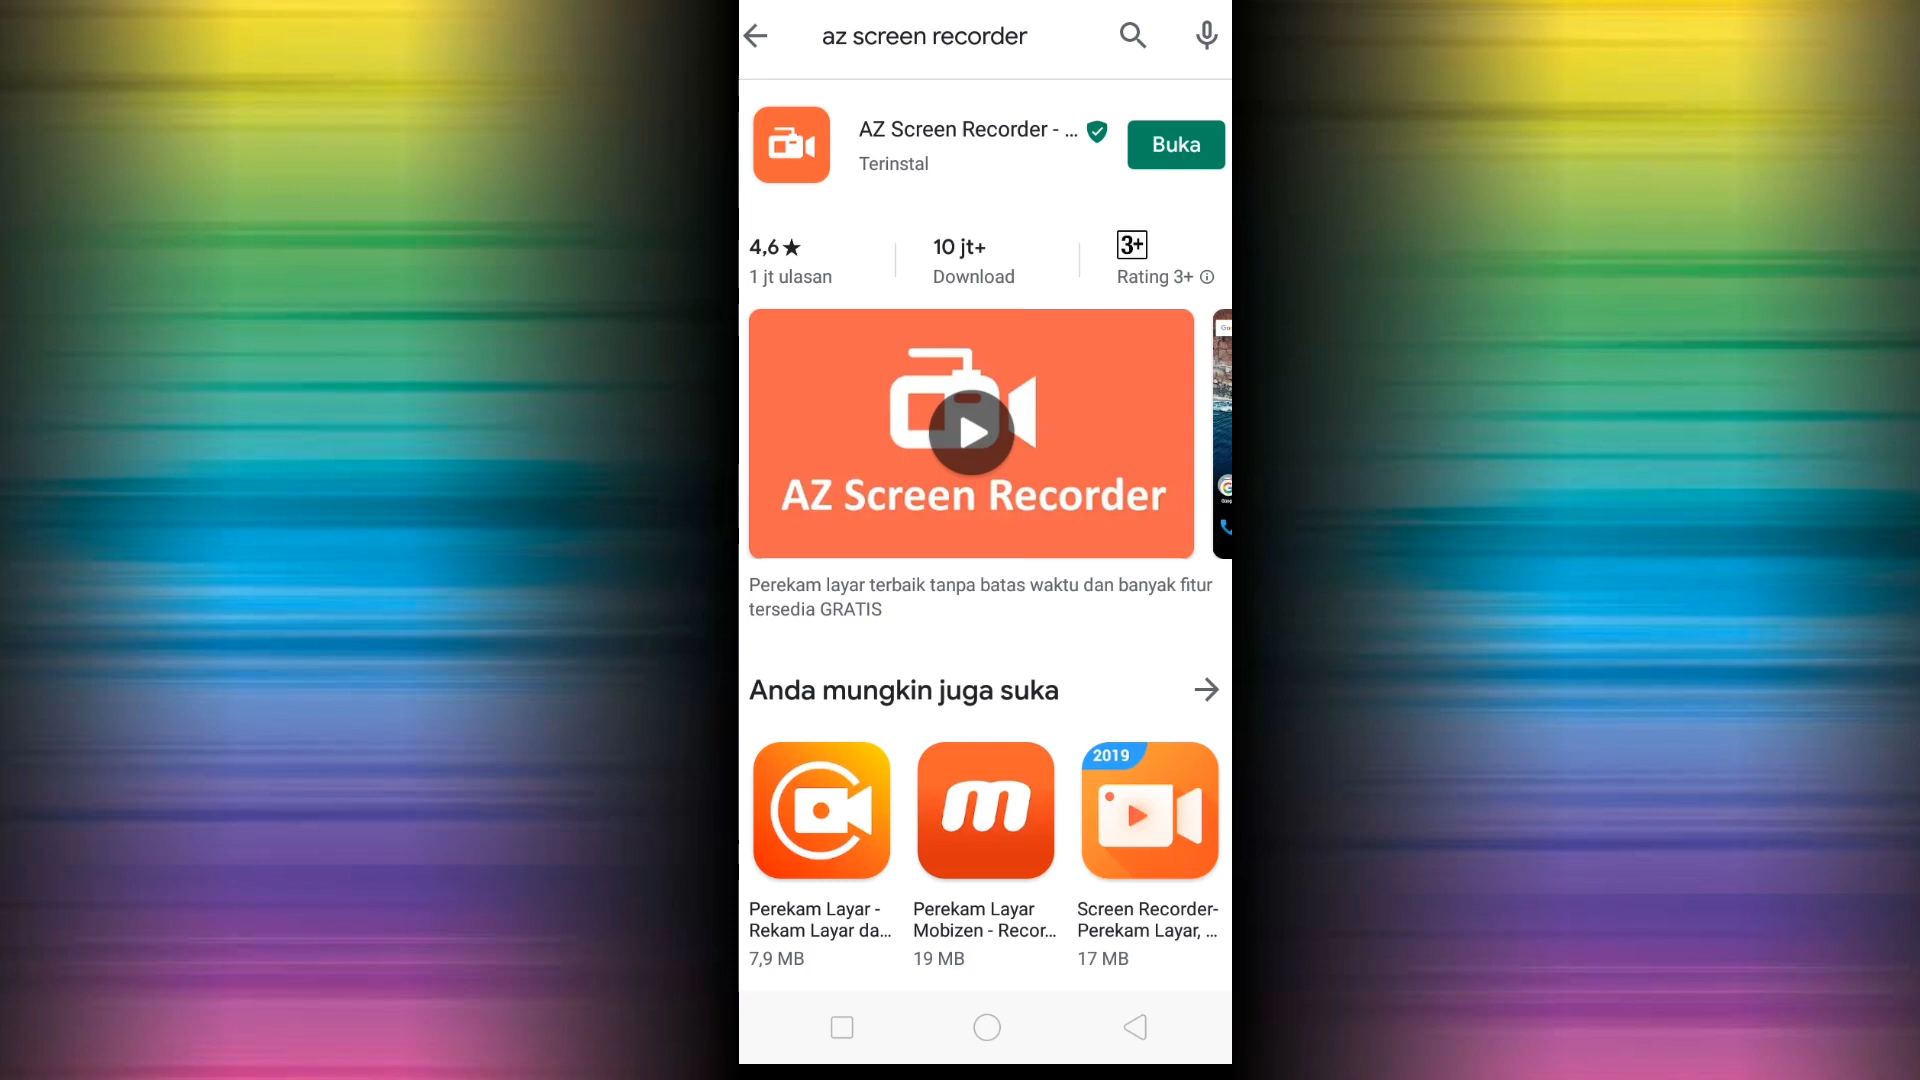 az screen recorder
AZ Screen Recorder - ...
Buka
Terinstal
4,6★
10 jt+
3+
1 jt ulasan
Download
Rating 3+
AZ Screen Recorder
Perekam layar terbaik tanpa batas waktu dan banyak fitur
tersedia GRATIS
Anda mungkin juga suka
2019
m
Perekam Layar -
Rekam Layar da...
7,9 MB
Perekam Layar
Mobizen - Recor...
19 MB
Screen Recorder-
Perekam Layar, ...
17 MB